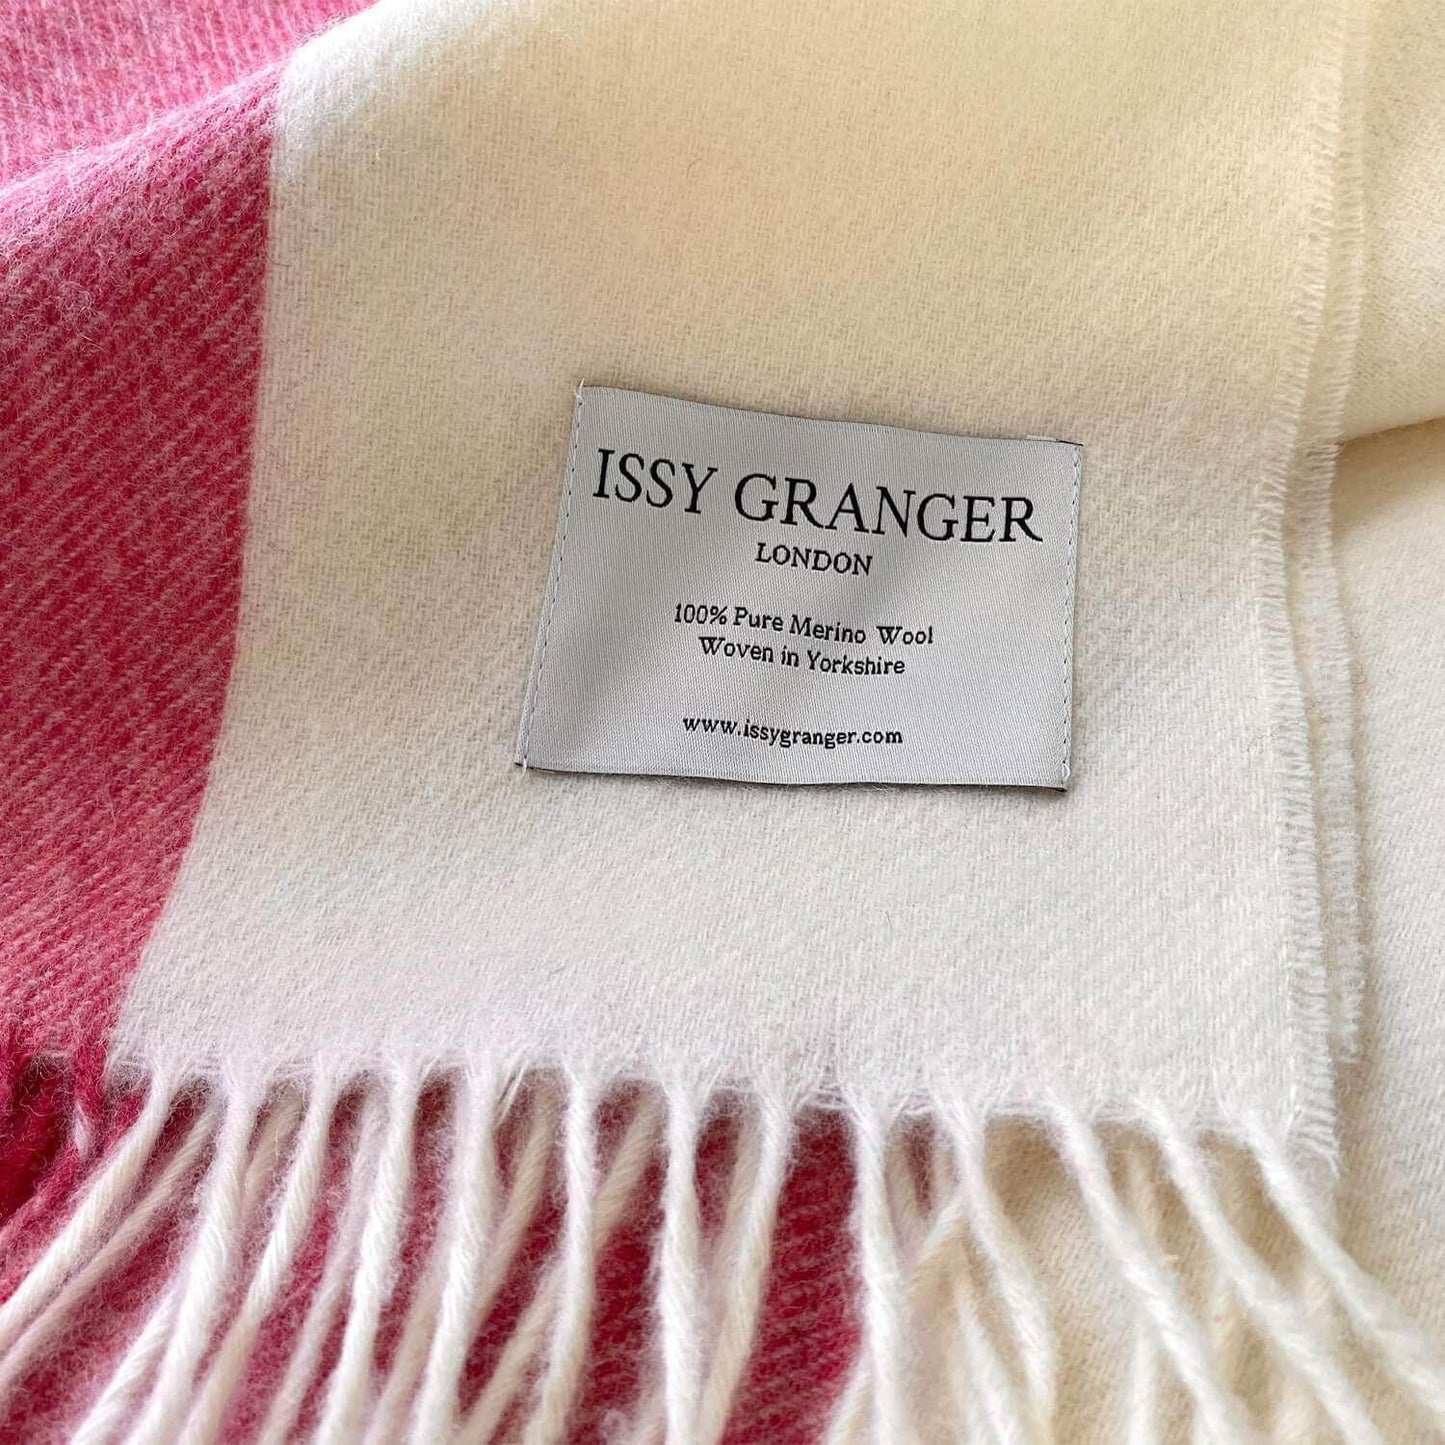 ISSY GRANGER
LONDON
100% Pure Merino Wool
Woven in Yorkshire
www.issygranger.com